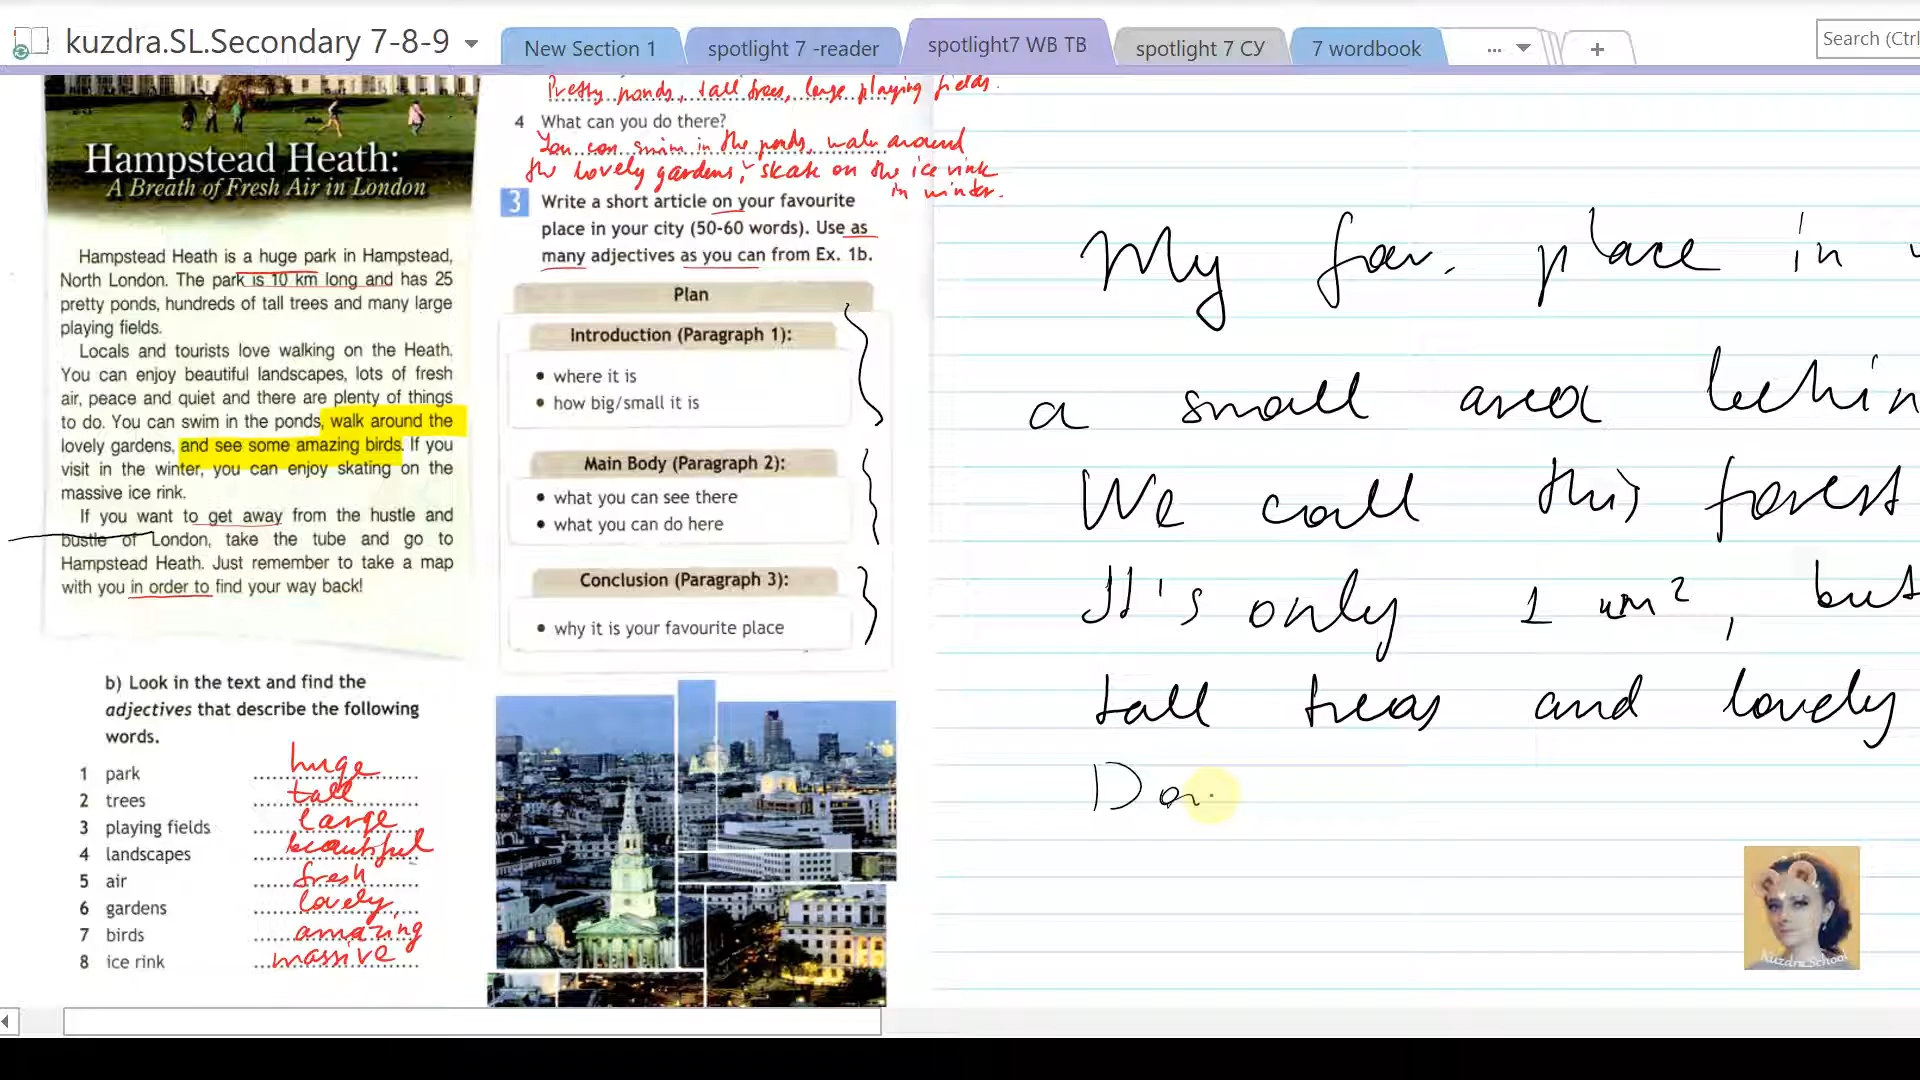 kuzdra.SL.Secondary 7-8-9
New Section 1
spotlight 7 -reader
spotlight7 WB TB
spotlight 7 СУ
7 wordbook
...
+
Search (Ctrl
Hampstead Heath:
A Breath of Fresh Air in London
Hampstead Heath is a huge park in Hampstead,
North London. The park is 10 km long and has 25
pretty ponds, hundreds of tall trees and many large
playing fields.
Locals and tourists love walking on the Heath.
You can enjoy beautiful landscapes, lots of fresh
air, peace and quiet and there are plenty of things
to do. You can swim in the ponds, walk around the
lovely gardens, and see some amazing birds. If you
visit in the winter, you can enjoy skating on the
massive ice rink.
If you want to get away from the hustle and
bustle of London, take the tube and go to
Hampstead Heath. Just remember to take a map
with you in order to find your way back!
b) Look in the text and find the
adjectives that describe the following
words.
1 park huge
2 trees tall
3 playing fields large
4 landscapes beautiful
5 air fresh
6 gardens lovely,
7 birds amazing
8 ice rink massive
Pretty ponds, tall trees, large playing fields.
4 What can you do there?
You can swim in the ponds, walk around
the lovely gardens, skate on the ice rink
in winter.
3 Write a short article on your favourite
place in your city (50-60 words). Use as
many adjectives as you can from Ex. 1b.
Plan
Introduction (Paragraph 1):
• where it is
• how big/small it is
Main Body (Paragraph 2):
• what you can see there
• what you can do here
Conclusion (Paragraph 3):
• why it is your favourite place
My fav. place in
a small area behin
We call this forest
It's only 1 km², but
tall trees and lovely
Do
Kuzdra School